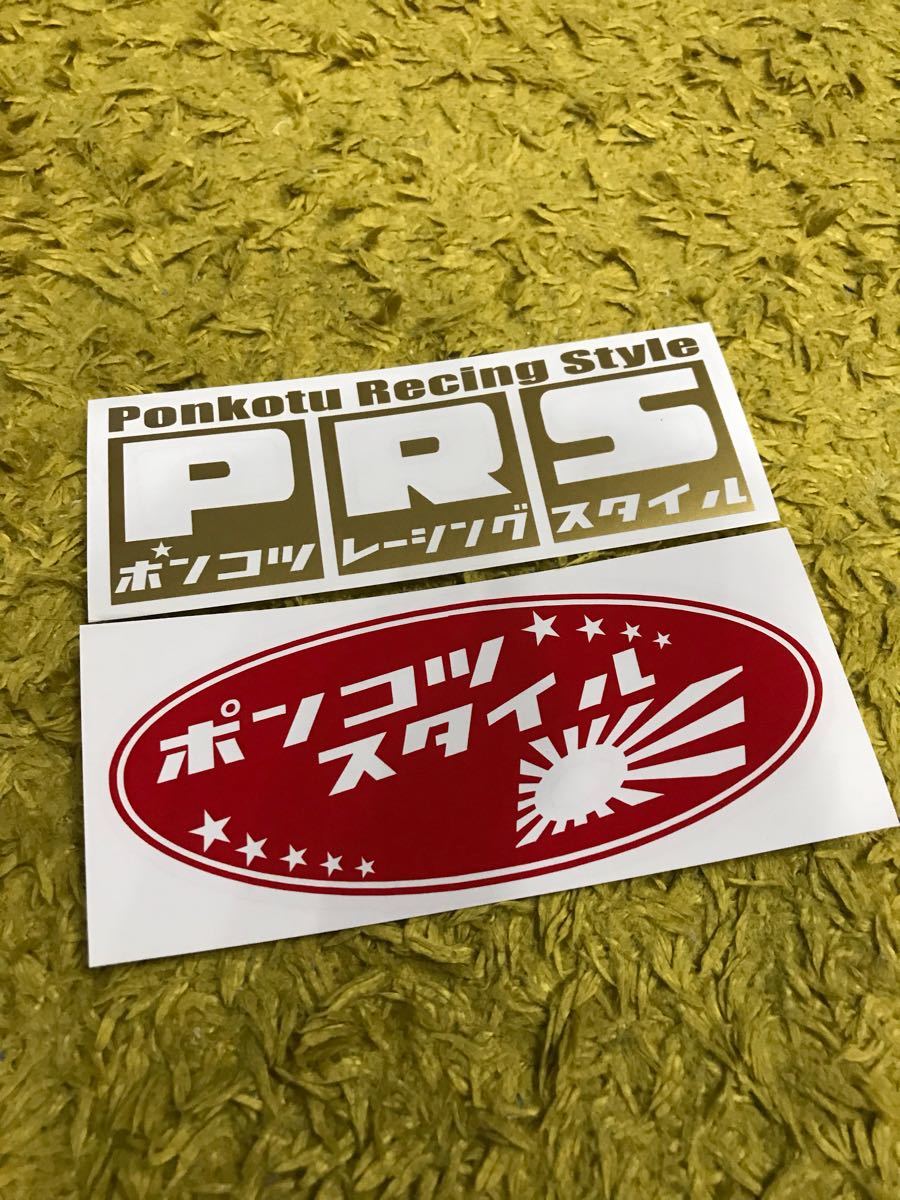 Ponkotu Recing Style
PRS
ポンコツ レーシング スタイル
ポンコツ
スタイル